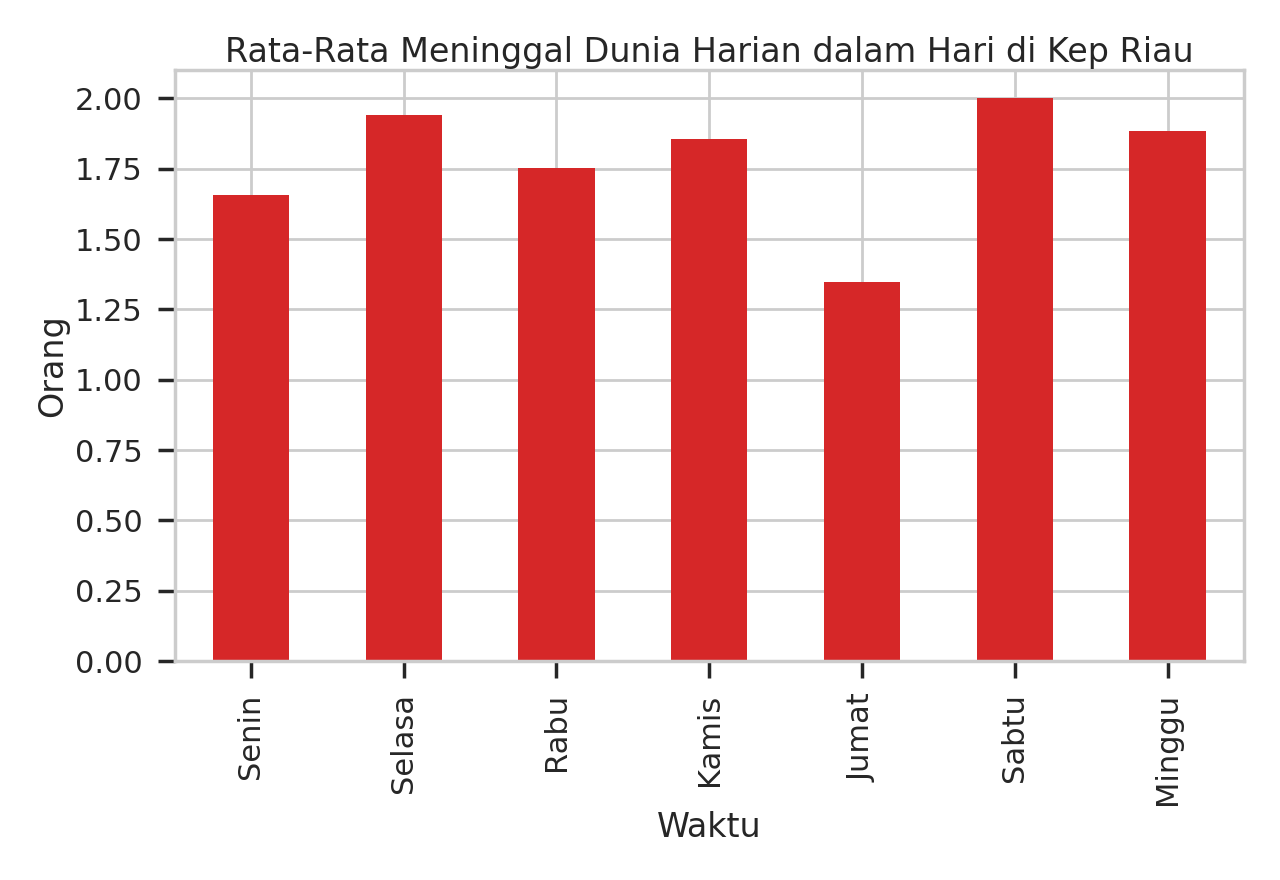 Rata-Rata Meninggal Dunia Harian dalam Hari di Kep Riau
2.00
1.75
1.50
1.25
1.00
0.75
0.50
0.25
0.00
Orang
Senin
Selasa
Rabu
Kamis
Jumat
Sabtu
Minggu
Waktu